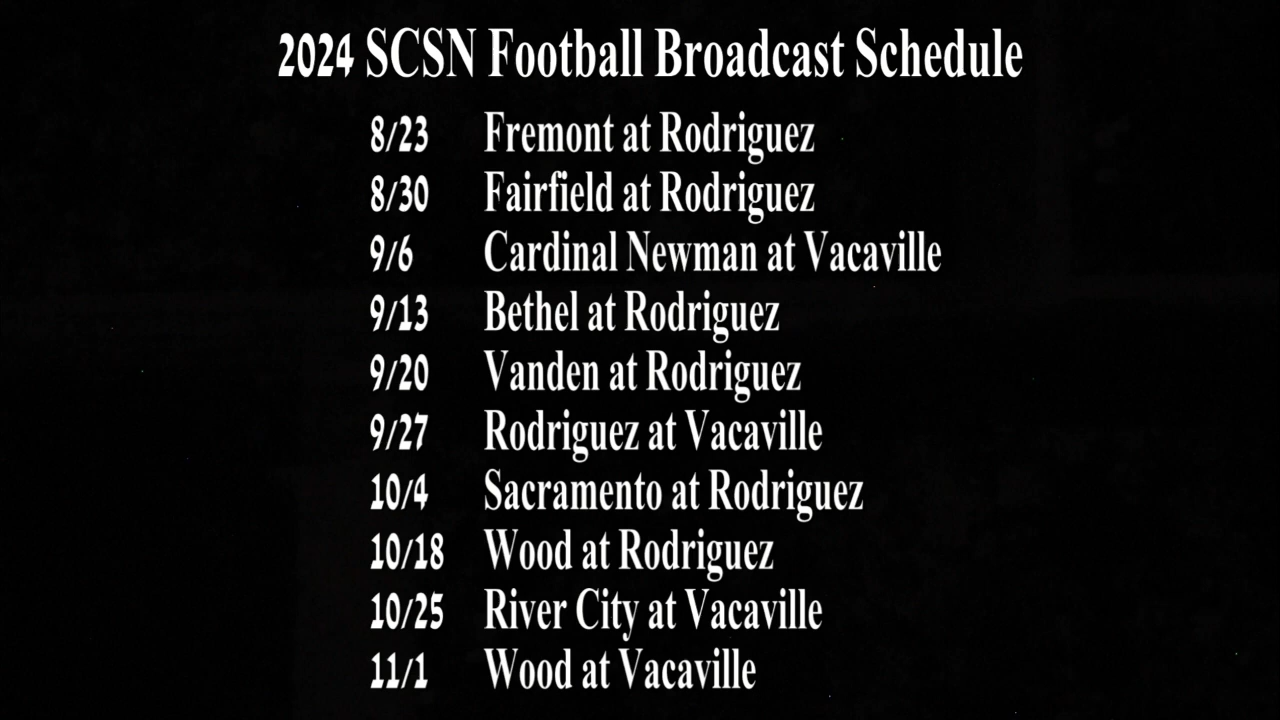 2024 SCSN Football Broadcast Schedule
8/23 Fremont at Rodriguez
8/30 Fairfield at Rodriguez
9/6 Cardinal Newman at Vacaville
9/13 Bethel at Rodriguez
9/20 Vanden at Rodriguez
9/27 Rodriguez at Vacaville
10/4 Sacramento at Rodriguez
10/18 Wood at Rodriguez
10/25 River City at Vacaville
11/1 Wood at Vacaville